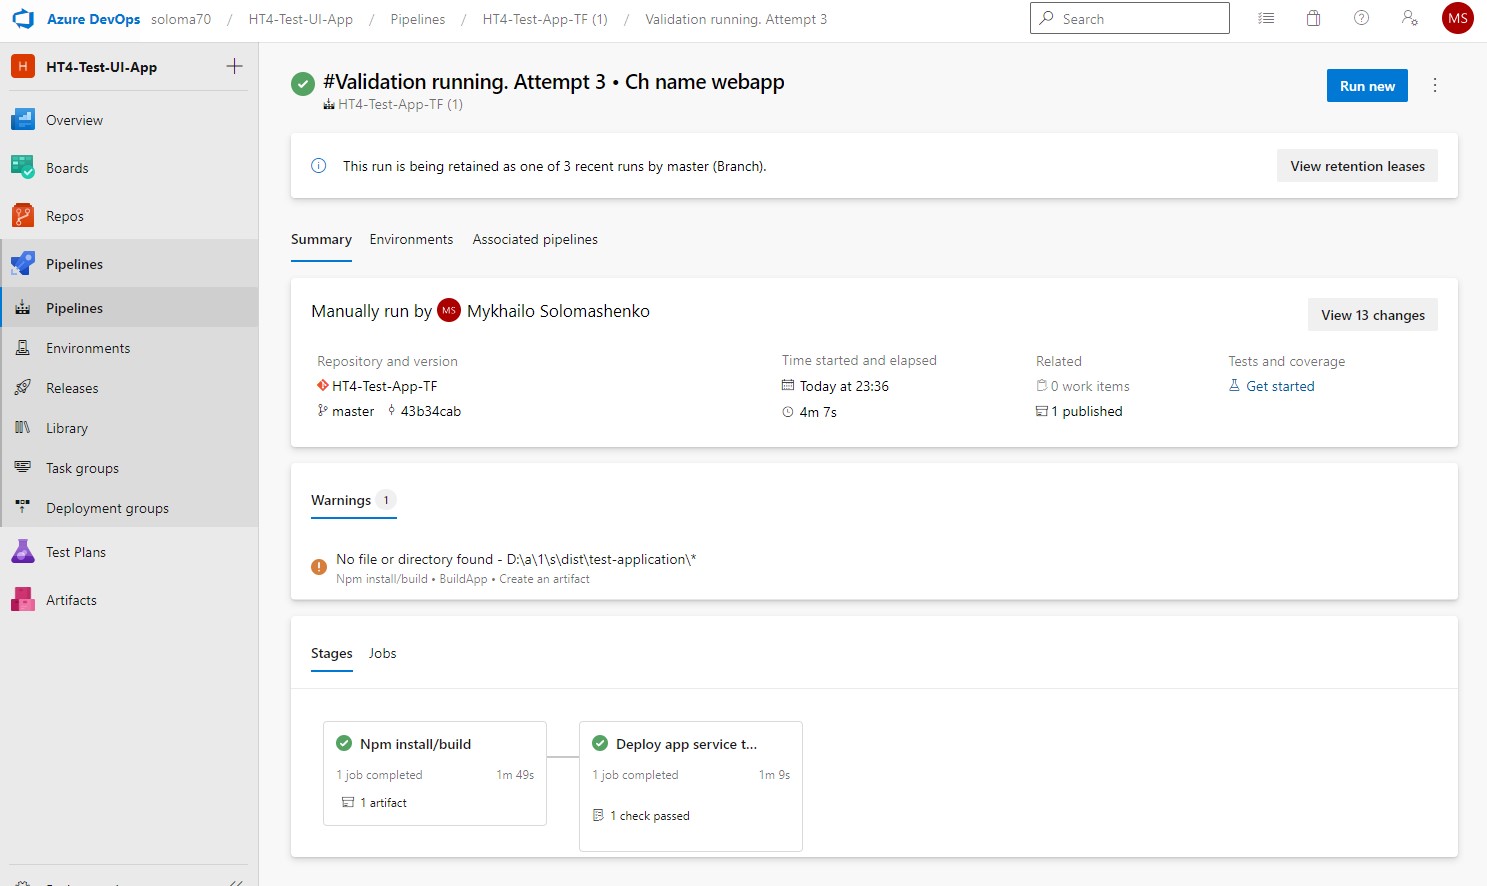 Azure DevOps soloma70 / HT4-Test-UI-App / Pipelines / HT4-Test-App-TF (1) / Validation running. Attempt 3
Search
MS
H HT4-Test-UI-App
Overview
Boards
Repos
Pipelines
Pipelines
Environments
Releases
Library
Task groups
Deployment groups
Test Plans
Artifacts
#Validation running. Attempt 3 • Ch name webapp
HT4-Test-App-TF (1)
Run new
This run is being retained as one of 3 recent runs by master (Branch).
View retention leases
Summary Environments Associated pipelines
Manually run by MS Mykhailo Solomashenko
View 13 changes
Repository and version
HT4-Test-App-TF
master 43b34cab
Time started and elapsed
Today at 23:36
4m 7s
Related
0 work items
1 published
Tests and coverage
Get started
Warnings 1
No file or directory found - D:\a\1\s\dist\test-application\*
Npm install/build • BuildApp • Create an artifact
Stages Jobs
Npm install/build
1 job completed 1m 49s
1 artifact
Deploy app service t...
1 job completed 1m 9s
1 check passed